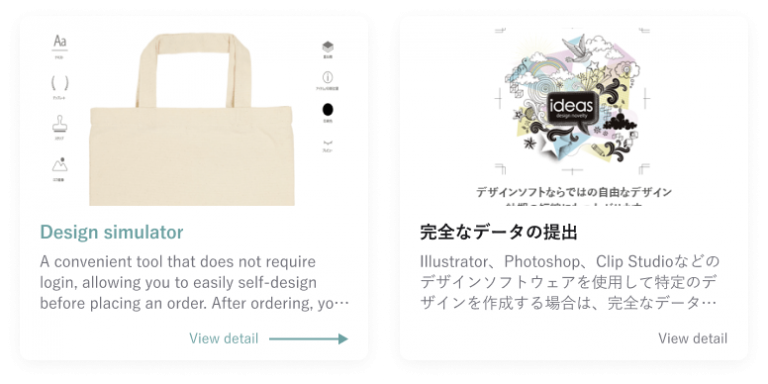 Aa
ideas
design novelty
デザインソフトならではの自由なデザイン
Design simulator
A convenient tool that does not require
login, allowing you to easily self-design
before placing an order. After ordering, yo…
View detail
完全なデータの提出
Illustrator、Photoshop、Clip Studioなどの
デザインソフトウェアを使用して特定のデ
ザインを作成する場合は、完全なデータ…
View detail